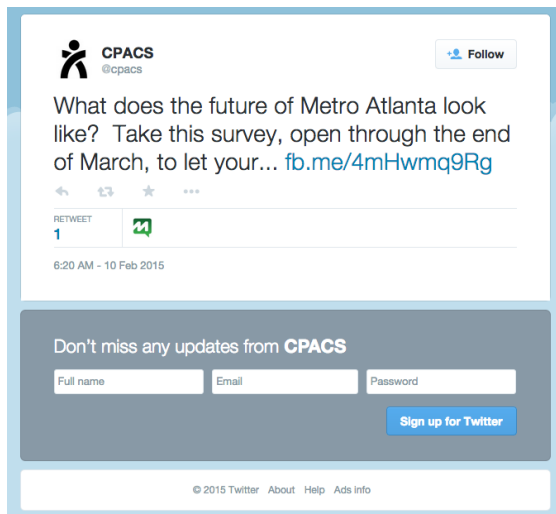 CPACS
@cpacs
Follow
What does the future of Metro Atlanta look
like?  Take this survey, open through the end
of March, to let your... fb.me/4mHwmq9Rg
RETWEET
1
6:20 AM - 10 Feb 2015
Don't miss any updates from CPACS
Full name
Email
Password
Sign up for Twitter
© 2015 Twitter About Help Ads info